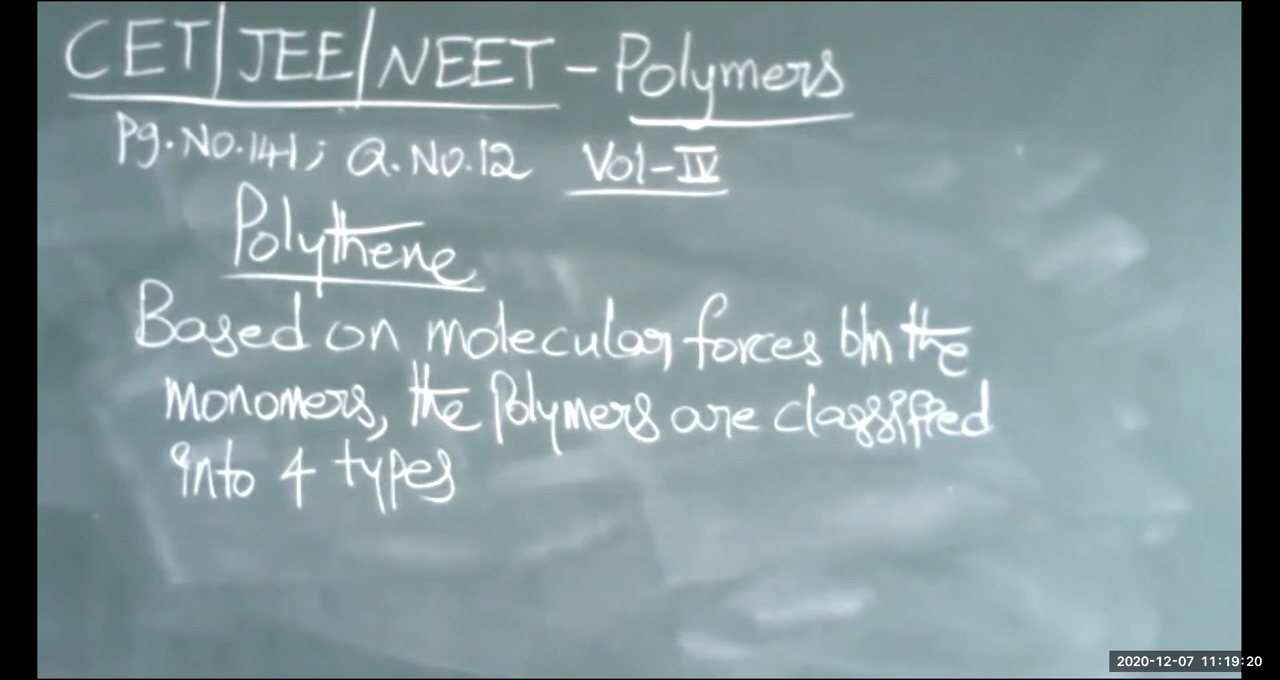 CET/JEE/NEET - Polymers
Pg.No.141; Q.No.12 Vol-IV
Polythene
Based on molecular forces b/n the
monomers, the Polymers are classified
into 4 types
2020-12-07 11:19:20